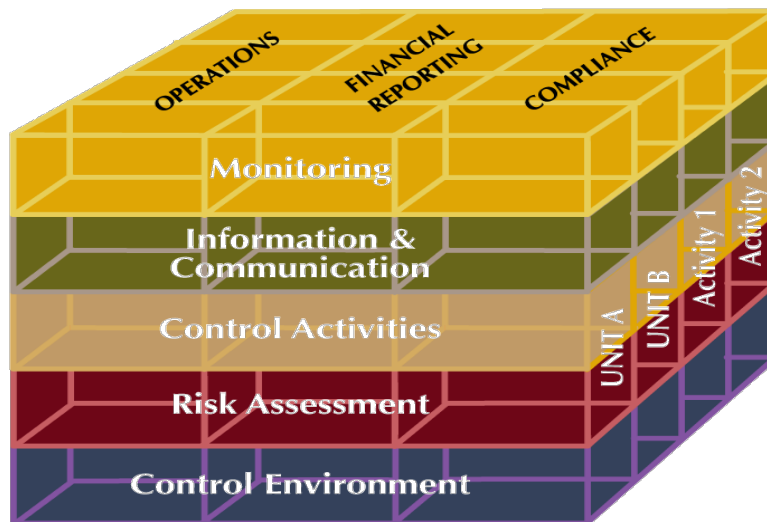 OPERATIONS
FINANCIAL
REPORTING
COMPLIANCE
Monitoring
Information &
Communication
Control Activities
Risk Assessment
Control Environment
UNIT A
UNIT B
Activity 1
Activity 2